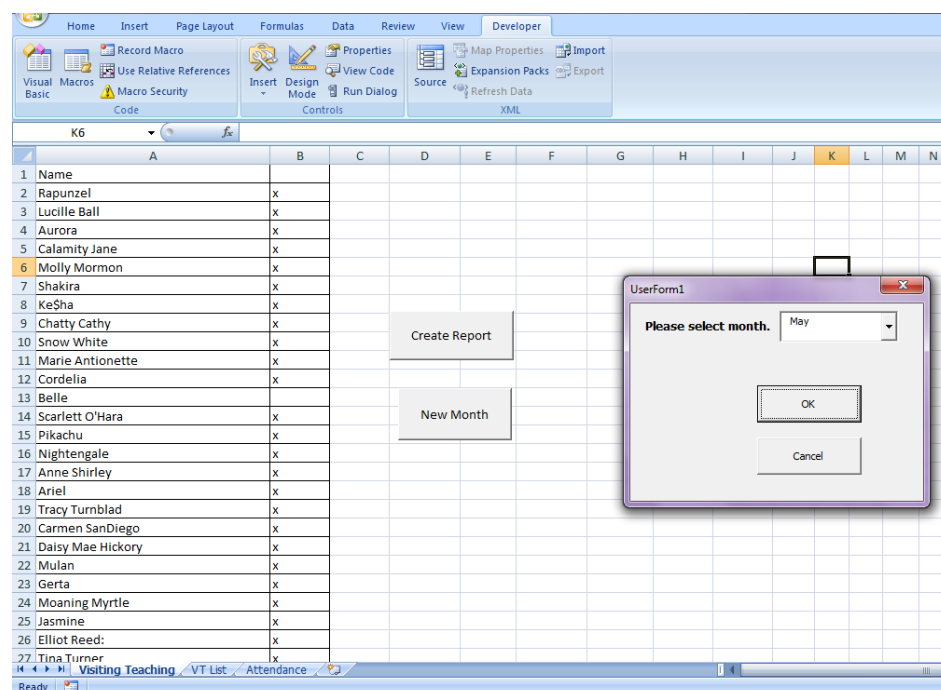 Home Insert Page Layout Formulas Data Review View Developer
Visual Basic
Macros
Record Macro
Use Relative References
Macro Security
Code
Insert
Design Mode
Properties
View Code
Run Dialog
Controls
Source
Map Properties
Expansion Packs
Refresh Data
Import
Export
XML
K6 fx
A B C D E F G H I J K L M N
1 Name
2 Rapunzel x
3 Lucille Ball x
4 Aurora x
5 Calamity Jane x
6 Molly Mormon x
7 Shakira x
8 Ke$ha x
9 Chatty Cathy x
10 Snow White x
11 Marie Antionette x
12 Cordelia x
13 Belle
14 Scarlett O'Hara x
15 Pikachu x
16 Nightengale x
17 Anne Shirley x
18 Ariel x
19 Tracy Turnblad x
20 Carmen SanDiego x
21 Daisy Mae Hickory x
22 Mulan x
23 Gerta x
24 Moaning Myrtle x
25 Jasmine x
26 Elliot Reed: x
27 Tina Turner x
Create Report
New Month
UserForm1
Please select month. May
OK
Cancel
Visiting Teaching VT List Attendance
Ready